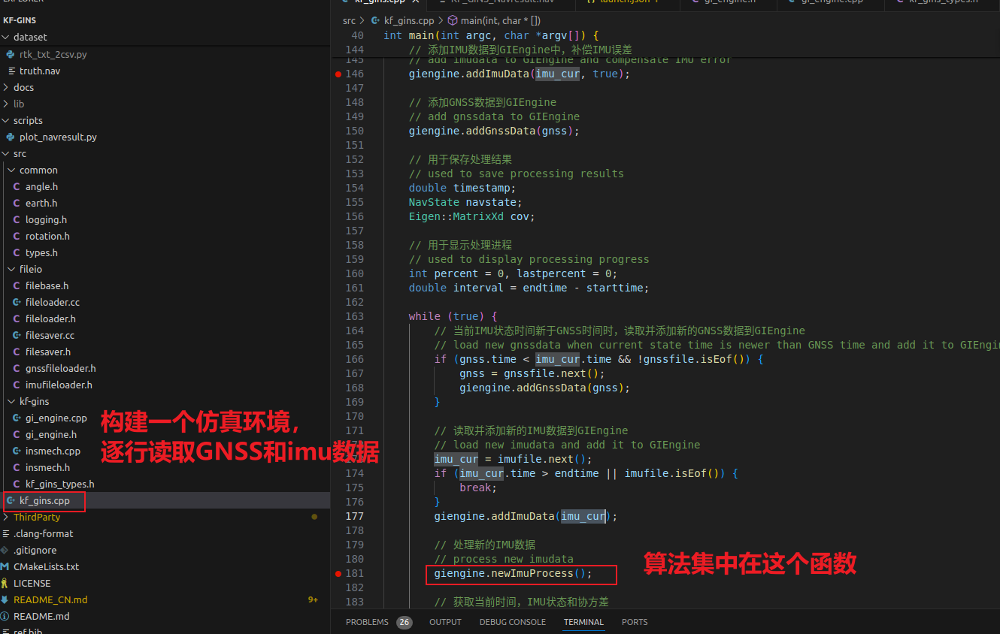 EXPLORER
KF-GINS
dataset
rtk_txt_2csv.py
truth.nav
docs
lib
scripts
plot_navresult.py
src
common
angle.h
earth.h
logging.h
rotation.h
types.h
fileio
filebase.h
fileloader.cc
fileloader.h
filesaver.cc
filesaver.h
gnssfileloader.h
imufileloader.h
kf-gins
gi_engine.cpp
gi_engine.h
insmech.cpp
insmech.h
kf_gins_types.h
kf_gins.cpp
ThirdParty
.clang-format
.gitignore
CMakeLists.txt
LICENSE
README_CN.md 9+
README.md
ref.bib
构建一个仿真环境，
逐行读取GNSS和imu数据
kf_gins.cpp KF_GINS_Navresult.nav launch.json gi_engine.h gi_engine.cpp kf_gins_types.h
src > kf_gins.cpp > main(int, char * [])
40 int main(int argc, char *argv[]) {
144 // 添加IMU数据到GIEngine中，补偿IMU误差
145 // add imudata to GIEngine and compensate IMU error
146 giengine.addImuData(imu_cur, true);
147
148 // 添加GNSS数据到GIEngine
149 // add gnssdata to GIEngine
150 giengine.addGnssData(gnss);
151
152 // 用于保存处理结果
153 // used to save processing results
154 double timestamp;
155 NavState navstate;
156 Eigen::MatrixXd cov;
157
158 // 用于显示处理进程
159 // used to display processing progress
160 int percent = 0, lastpercent = 0;
161 double interval = endtime - starttime;
162
163 while (true) {
164 // 当前IMU状态时间新于GNSS时间时，读取并添加新的GNSS数据到GIEngine
165 // load new gnssdata when current state time is newer than GNSS time and add it to GIEngin
166 if (gnss.time < imu_cur.time && !gnssfile.isEof()) {
167 gnss = gnssfile.next();
168 giengine.addGnssData(gnss);
169 }
170
171 // 读取并添加新的IMU数据到GIEngine
// load new imudata and add it to GIEngine
imu_cur = imufile.next();
174 if (imu_cur.time > endtime || imufile.isEof()) {
175 break;
176 }
177 giengine.addImuData(imu_cur);
178
179 // 处理新的IMU数据
180 // process new imudata
181 giengine.newImuProcess();
182
183 // 获取当前时间，IMU状态和协方差
算法集中在这个函数
PROBLEMS 26 OUTPUT DEBUG CONSOLE TERMINAL PORTS